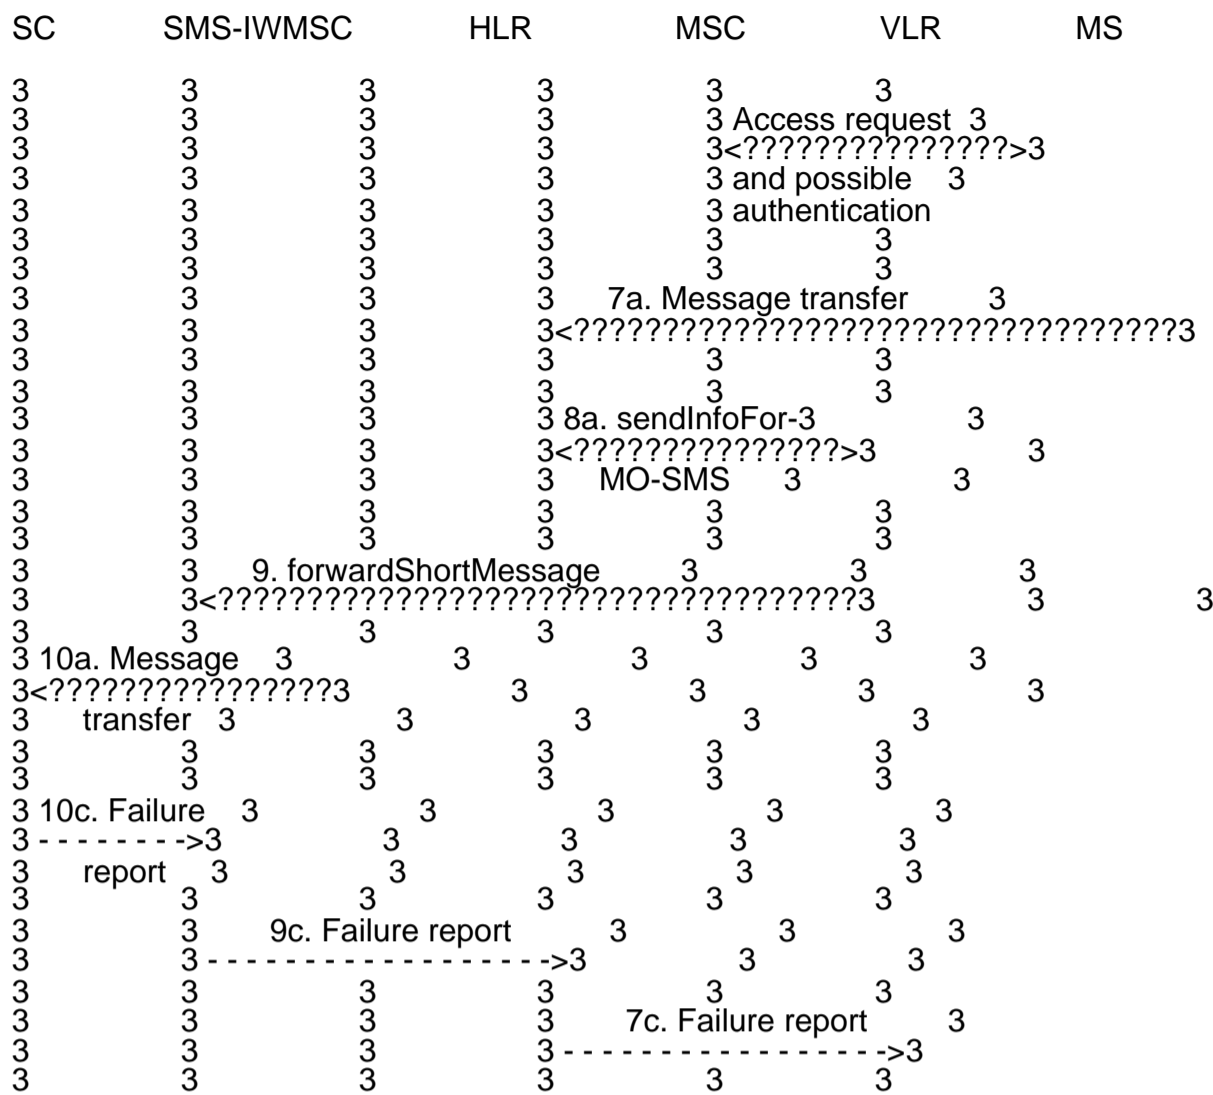 SC SMS-IWMSC HLR MSC VLR MS
3 3 3 3 3 3
3 3 3 3 3 Access request 3
3 3 3 3 3<???????????????>3
3 3 3 3 3 and possible 3
3 3 3 3 3 authentication
3 3 3 3 3 3
3 3 3 3 3 3
3 3 3 3 7a. Message transfer 3
3 3 3 3<??????????????????????????????????3
3 3 3 3 3 3
3 3 3 3 3 3
3 3 3 3 8a. sendInfoFor-3 3
3 3 3 3<???????????????>3 3
3 3 3 3 MO-SMS 3 3
3 3 3 3 3 3
3 3 3 3 3 3
3 3 9. forwardShortMessage 3 3 3
3 3<????????????????????????????????????3 3 3
3 3 3 3 3 3
3 10a. Message 3 3 3 3 3
3<????????????????3 3 3 3 3
3 transfer 3 3 3 3 3
3 3 3 3 3 3
3 3 3 3 3 3
3 10c. Failure 3 3 3 3 3
3 - - - - - - - ->3 3 3 3 3
3 report 3 3 3 3 3
3 3 3 3 3 3
3 3 9c. Failure report 3 3 3
3 3 - - - - - - - - - - - - - - - - - ->3 3 3
3 3 3 3 3 3
3 3 3 3 7c. Failure report 3
3 3 3 3 - - - - - - - - - - - - - - - - ->3
3 3 3 3 3 3